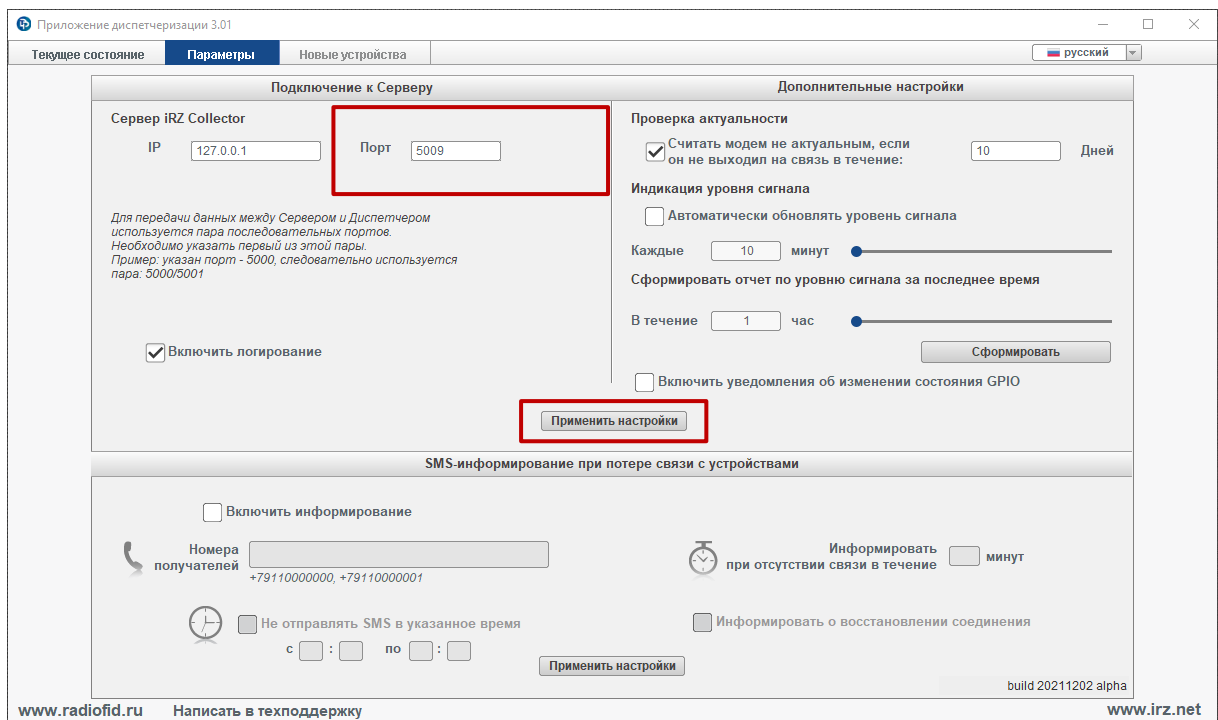 Приложение диспетчеризации 3.01
Текущее состояние
Параметры
Новые устройства
русский
Подключение к Серверу
Сервер iRZ Collector
IP
127.0.0.1
Порт
5009
Для передачи данных между Сервером и Диспетчером
используется пара последовательных портов.
Необходимо указать первый из этой пары.
Пример: указан порт - 5000, следовательно используется
пара: 5000/5001
Включить логирование
Дополнительные настройки
Проверка актуальности
Считать модем не актуальным, если
он не выходил на связь в течение:
10
Дней
Индикация уровня сигнала
Автоматически обновлять уровень сигнала
Каждые
10
минут
Сформировать отчет по уровню сигнала за последнее время
В течение
1
час
Сформировать
Включить уведомления об изменении состояния GPIO
Применить настройки
SMS-информирование при потере связи с устройствами
Включить информирование
Номера
получателей
+79110000000, +79110000001
Информировать
при отсутствии связи в течение
минут
Не отправлять SMS в указанное время
с : по :
Информировать о восстановлении соединения
Применить настройки
build 20211202 alpha
www.radiofid.ru
Написать в техподдержку
www.irz.net